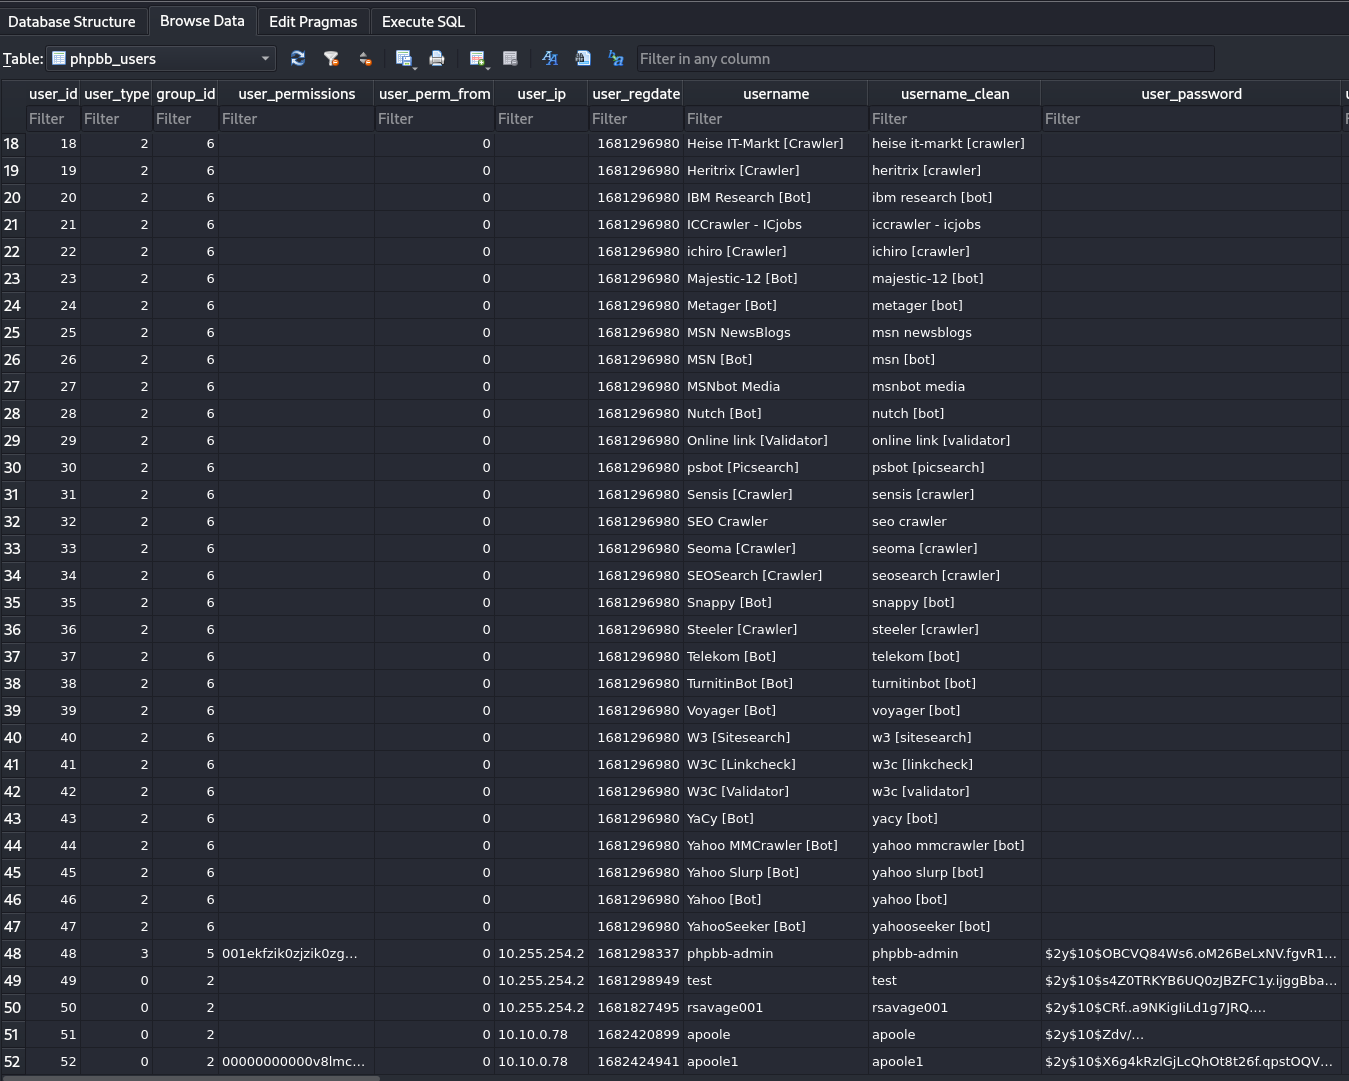 Database Structure Browse Data Edit Pragmas Execute SQL
Table: phpbb_users Filter in any column
user_id user_type group_id user_permissions user_perm_from user_ip user_regdate username username_clean user_password
Filter Filter Filter Filter Filter Filter Filter Filter Filter Filter
18 18 2 6 0 1681296980 Heise IT-Markt [Crawler] heise it-markt [crawler]
19 19 2 6 0 1681296980 Heritrix [Crawler] heritrix [crawler]
20 20 2 6 0 1681296980 IBM Research [Bot] ibm research [bot]
21 21 2 6 0 1681296980 ICCrawler - ICjobs iccrawler - icjobs
22 22 2 6 0 1681296980 ichiro [Crawler] ichiro [crawler]
23 23 2 6 0 1681296980 Majestic-12 [Bot] majestic-12 [bot]
24 24 2 6 0 1681296980 Metager [Bot] metager [bot]
25 25 2 6 0 1681296980 MSN NewsBlogs msn newsblogs
26 26 2 6 0 1681296980 MSN [Bot] msn [bot]
27 27 2 6 0 1681296980 MSNbot Media msnbot media
28 28 2 6 0 1681296980 Nutch [Bot] nutch [bot]
29 29 2 6 0 1681296980 Online link [Validator] online link [validator]
30 30 2 6 0 1681296980 psbot [Picsearch] psbot [picsearch]
31 31 2 6 0 1681296980 Sensis [Crawler] sensis [crawler]
32 32 2 6 0 1681296980 SEO Crawler seo crawler
33 33 2 6 0 1681296980 Seoma [Crawler] seoma [crawler]
34 34 2 6 0 1681296980 SEOSearch [Crawler] seosearch [crawler]
35 35 2 6 0 1681296980 Snappy [Bot] snappy [bot]
36 36 2 6 0 1681296980 Steeler [Crawler] steeler [crawler]
37 37 2 6 0 1681296980 Telekom [Bot] telekom [bot]
38 38 2 6 0 1681296980 TurnitinBot [Bot] turnitinbot [bot]
39 39 2 6 0 1681296980 Voyager [Bot] voyager [bot]
40 40 2 6 0 1681296980 W3 [Sitesearch] w3 [sitesearch]
41 41 2 6 0 1681296980 W3C [Linkcheck] w3c [linkcheck]
42 42 2 6 0 1681296980 W3C [Validator] w3c [validator]
43 43 2 6 0 1681296980 YaCy [Bot] yacy [bot]
44 44 2 6 0 1681296980 Yahoo MMCrawler [Bot] yahoo mmcrawler [bot]
45 45 2 6 0 1681296980 Yahoo Slurp [Bot] yahoo slurp [bot]
46 46 2 6 0 1681296980 Yahoo [Bot] yahoo [bot]
47 47 2 6 0 1681296980 YahooSeeker [Bot] yahooseeker [bot]
48 48 3 5 001ekfzik0zjzik0zg... 0 10.255.254.2 1681298337 phpbb-admin phpbb-admin $2y$10$OBCVQ84Ws6.oM26BeLxNV.fgvR1...
49 49 0 2 0 10.255.254.2 1681298949 test test $2y$10$s4Z0TRKYB6UQ0zJBZFC1y.ijggBba...
50 50 0 2 0 10.255.254.2 1681827495 rsavage001 rsavage001 $2y$10$CRf..a9NKigIiLd1g7JRQ....
51 51 0 2 0 10.10.0.78 1682420899 apoole apoole $2y$10$Zdv/...
52 52 0 2 00000000000v8lmc... 0 10.10.0.78 1682424941 apoole1 apoole1 $2y$10$X6g4kRzlGjLcQhOt8t26f.qpstOQV...